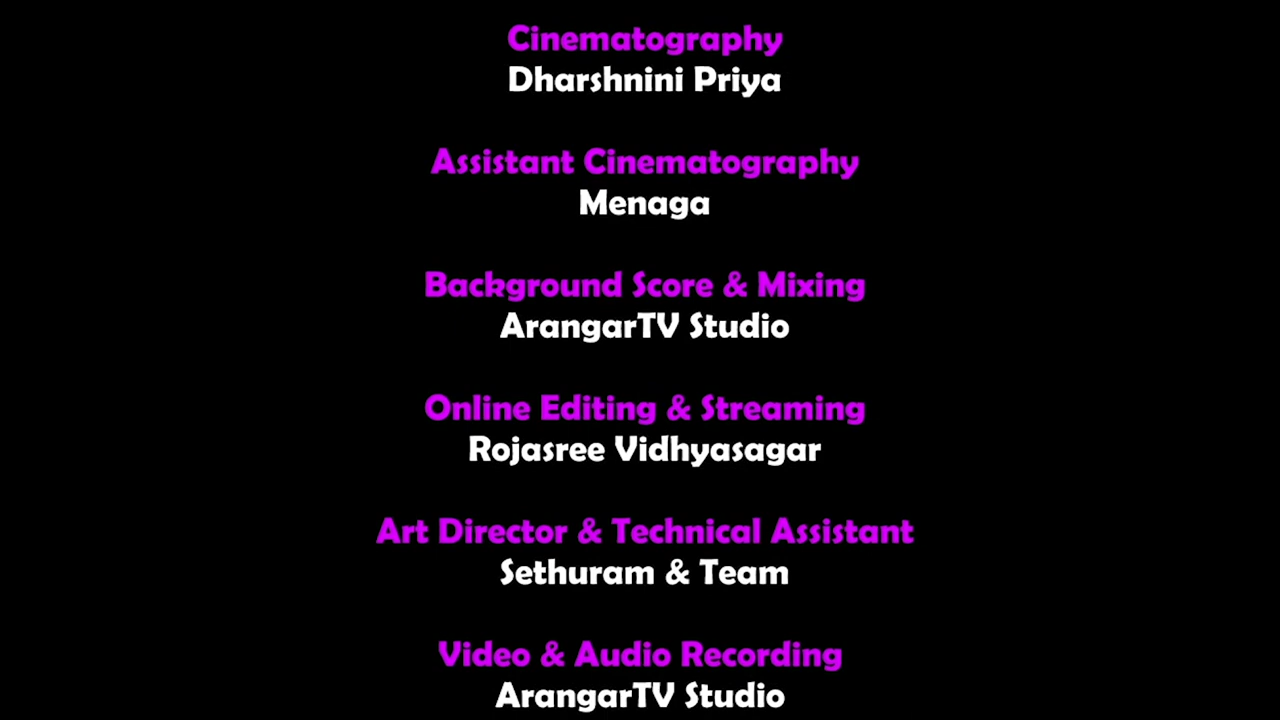 Cinematography
Dharshnini Priya
Assistant Cinematography
Menaga
Background Score & Mixing
ArangarTV Studio
Online Editing & Streaming
Rojasree Vidhyasagar
Art Director & Technical Assistant
Sethuram & Team
Video & Audio Recording
ArangarTV Studio